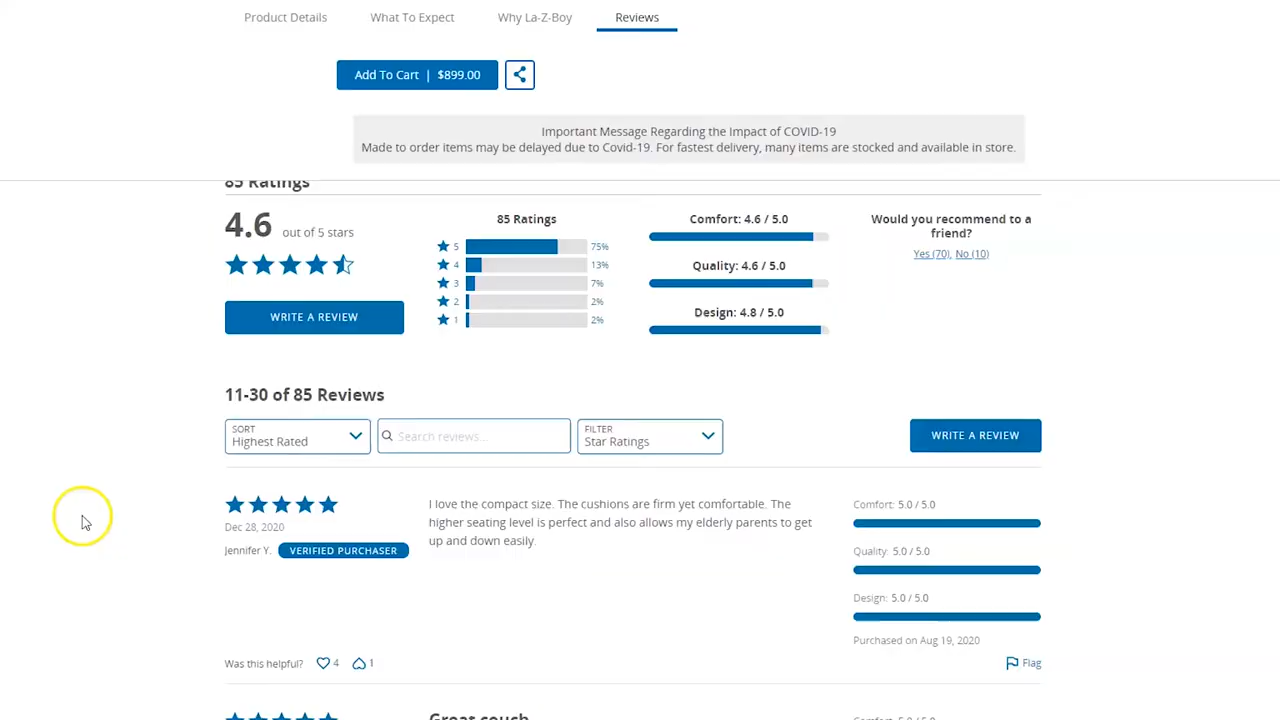 Product Details
What To Expect
Why La-Z-Boy
Reviews
Add To Cart | $899.00
Important Message Regarding the Impact of COVID-19
Made to order items may be delayed due to Covid-19. For fastest delivery, many items are stocked and available in store.
85 Ratings
4.6 out of 5 stars
WRITE A REVIEW
85 Ratings
5 75%
4 13%
3 7%
2 2%
1 2%
Comfort: 4.6 / 5.0
Quality: 4.6 / 5.0
Design: 4.8 / 5.0
Would you recommend to a
friend?
Yes (70), No (10)
11-30 of 85 Reviews
SORT
Highest Rated
Search reviews...
FILTER
Star Ratings
WRITE A REVIEW
Dec 28, 2020
Jennifer Y. VERIFIED PURCHASER
I love the compact size. The cushions are firm yet comfortable. The
higher seating level is perfect and also allows my elderly parents to get
up and down easily.
Comfort: 5.0 / 5.0
Quality: 5.0 / 5.0
Design: 5.0 / 5.0
Purchased on Aug 19, 2020
Was this helpful? 4 1
Flag
Great couch
Comfort: 5.0 / 5.0